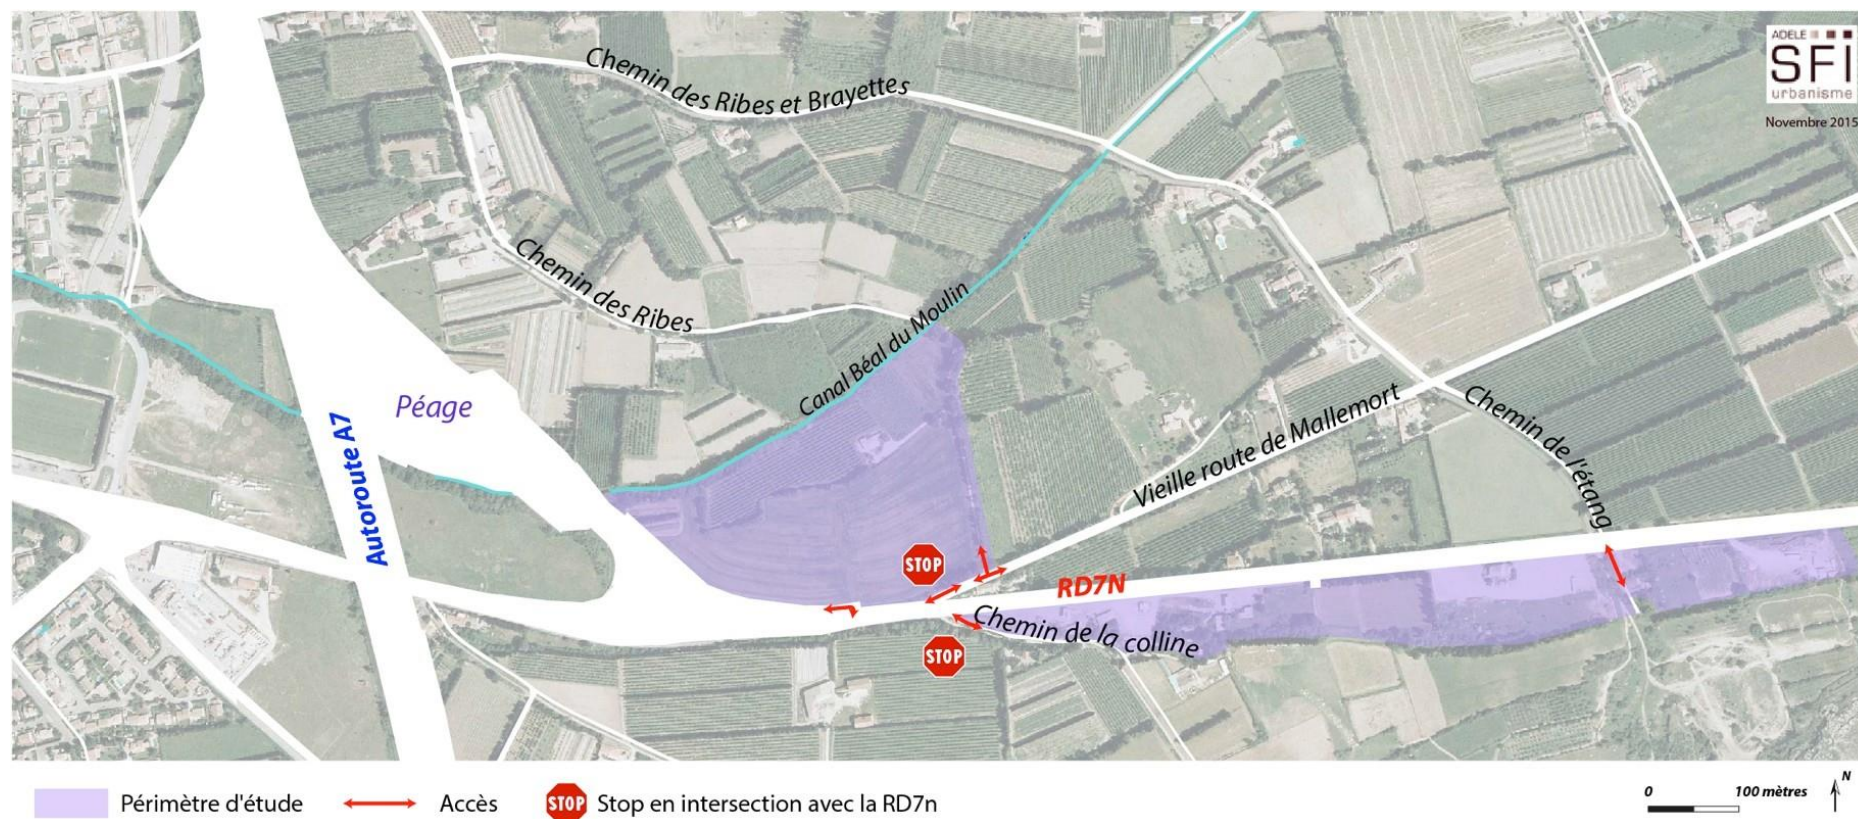 ADELE
SFI
urbanisme
Novembre 2015
Chemin des Ribes et Brayettes
Chemin des Ribes
Canal Béal du Moulin
Péage
Autoroute A7
Vieille route de Mallemort
Chemin de l'étang
STOP
RD7N
Chemin de la colline
STOP
Périmètre d'étude
Accès
STOP Stop en intersection avec la RD7n
0 100 mètres
N